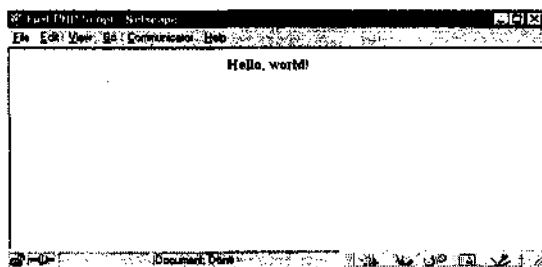 First PHP Script - Netscape
File Edit View Go Communicator Help
Hello, world!
Document: Done